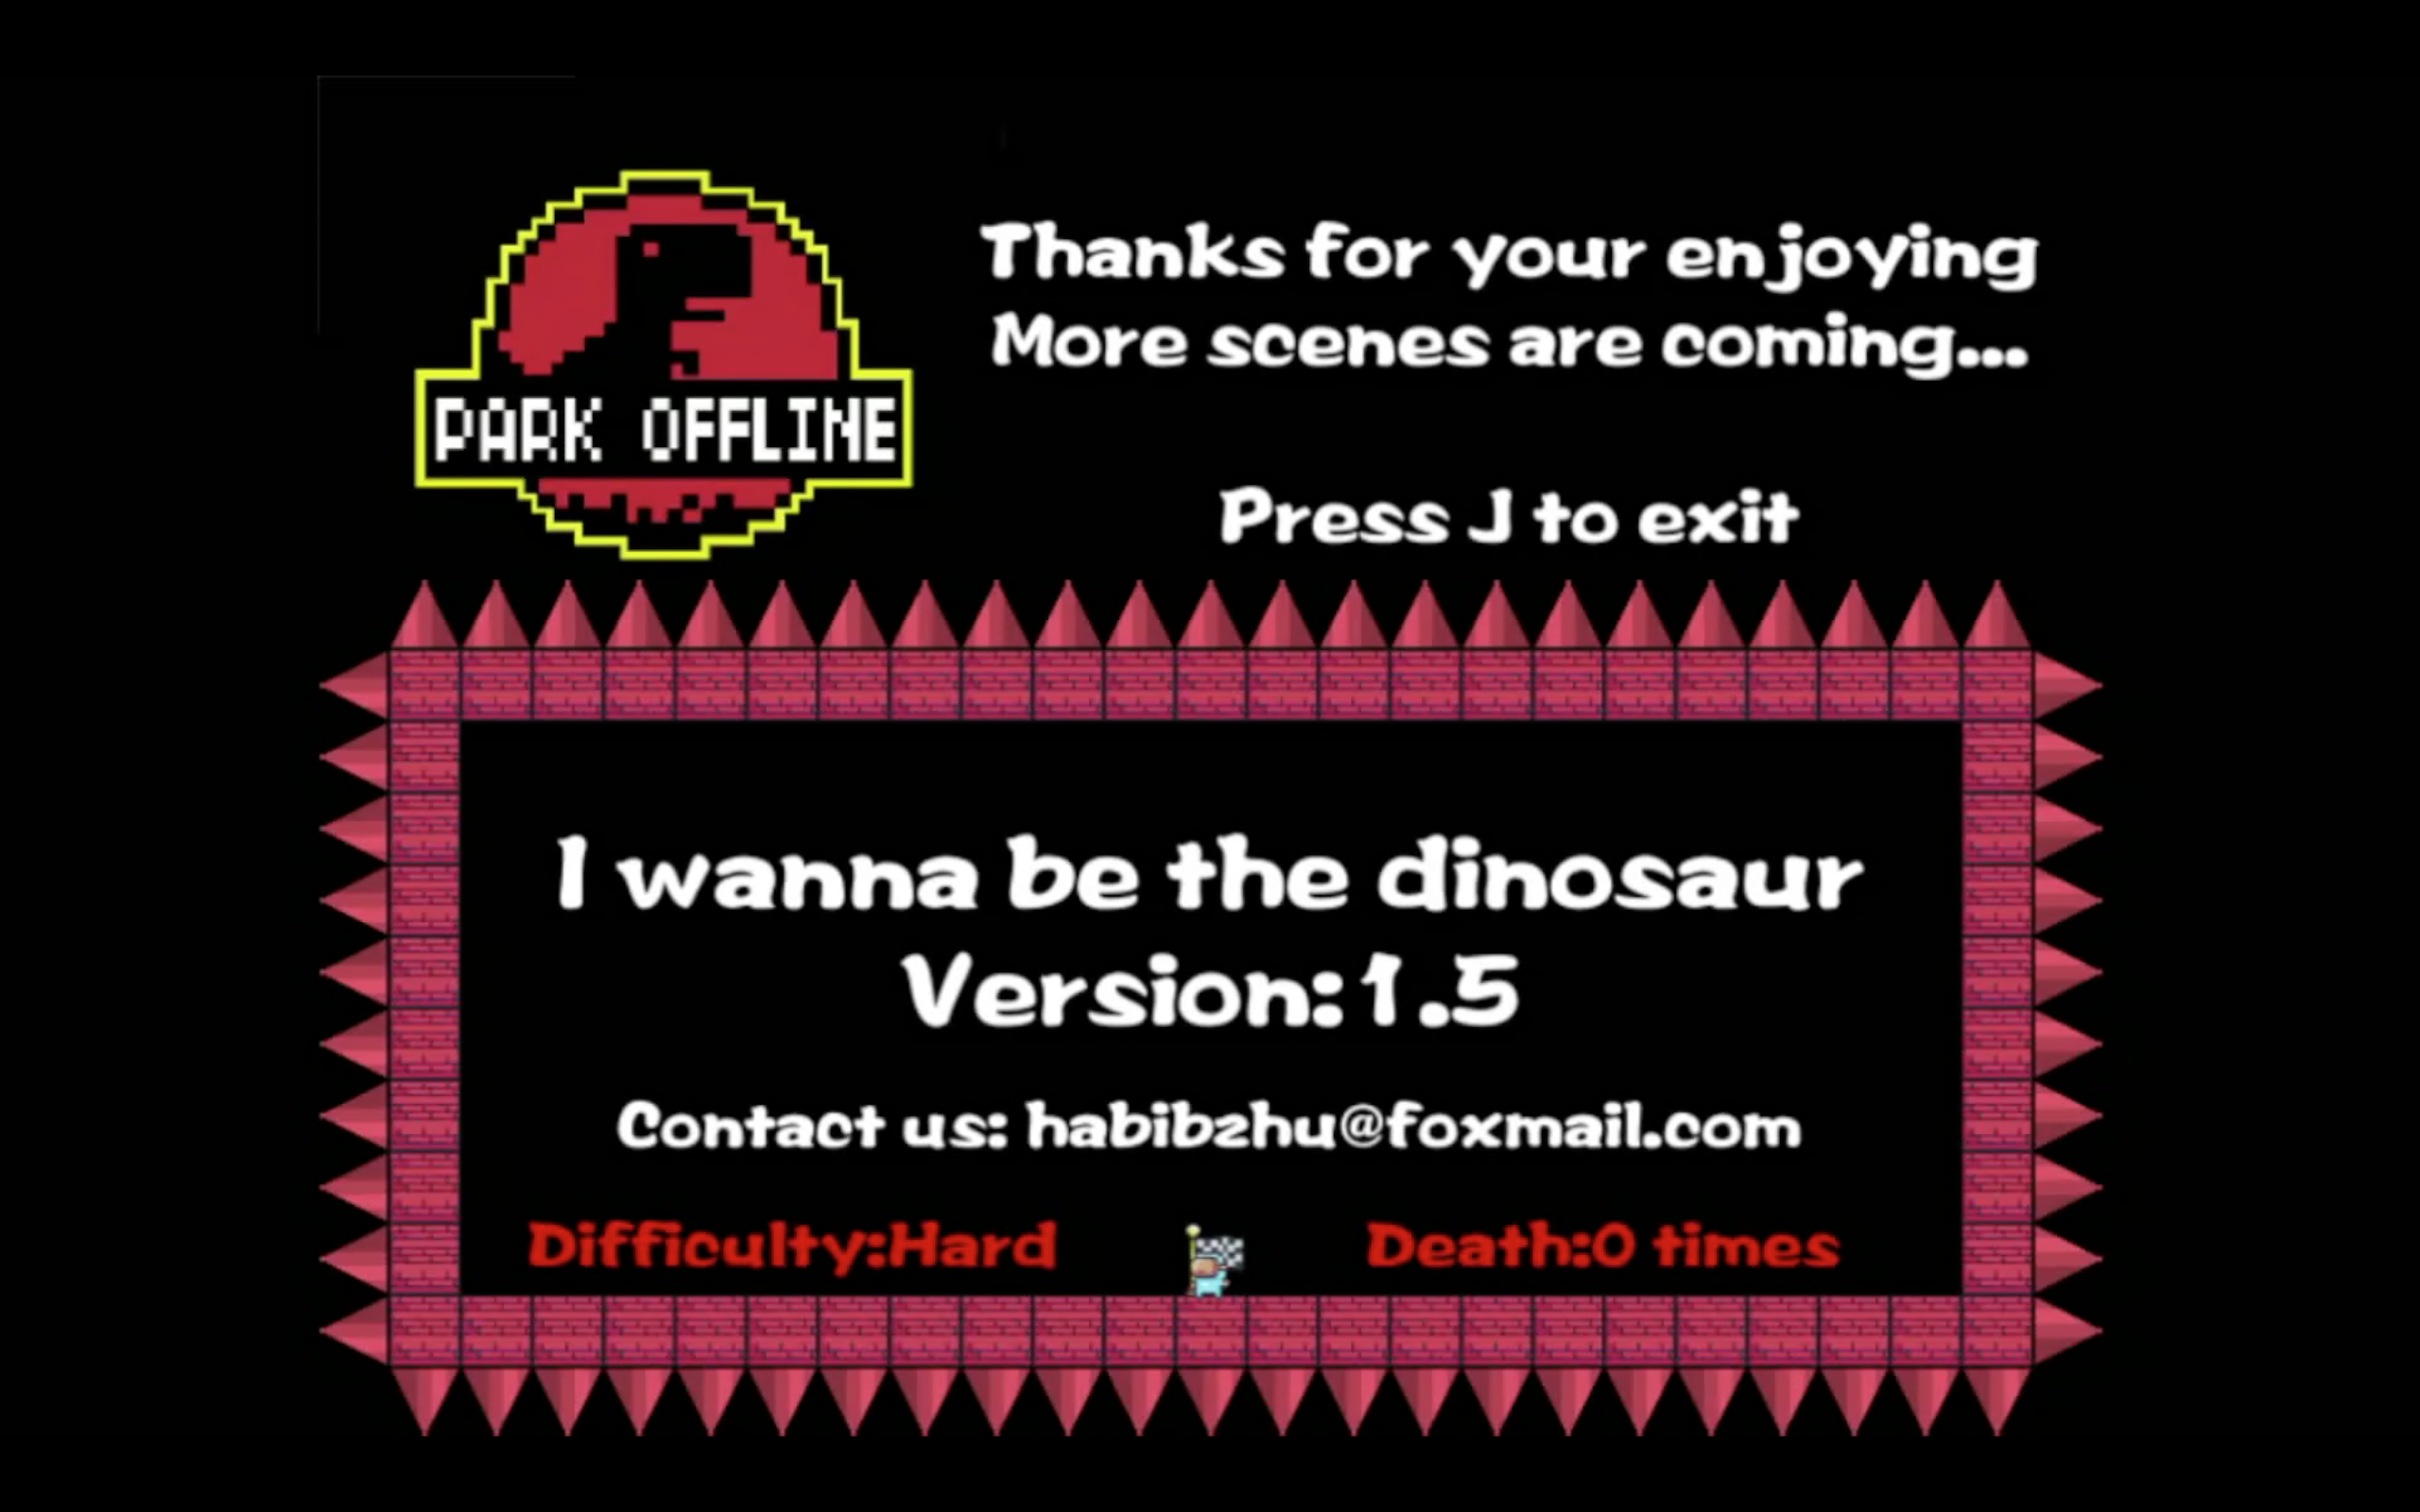 PARK OFFLINE
Thanks for your enjoying
More scenes are coming...
Press J to exit
I wanna be the dinosaur
Version:1.5
Contact us: habibzhu@foxmail.com
Difficulty:Hard
Death:0 times